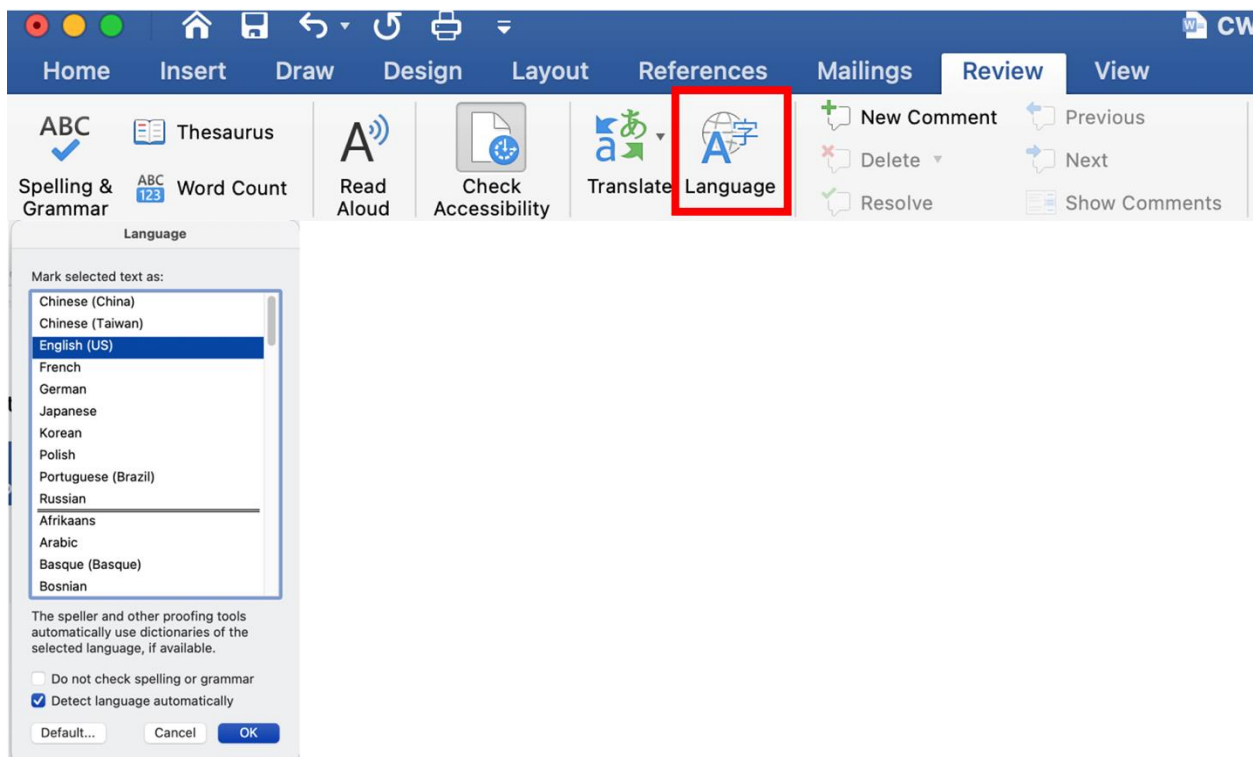 W CW
Home Insert Draw Design Layout References Mailings Review View
ABC
Spelling &
Grammar
Thesaurus
ABC
123
Word Count
A
Read
Aloud
Check
Accessibility
あ
a
Translate
A字
Language
New Comment
Delete
Resolve
Previous
Next
Show Comments
Language
Mark selected text as:
Chinese (China)
Chinese (Taiwan)
English (US)
French
German
Japanese
Korean
Polish
Portuguese (Brazil)
Russian
Afrikaans
Arabic
Basque (Basque)
Bosnian
The speller and other proofing tools
automatically use dictionaries of the
selected language, if available.
Do not check spelling or grammar
Detect language automatically
Default... Cancel OK